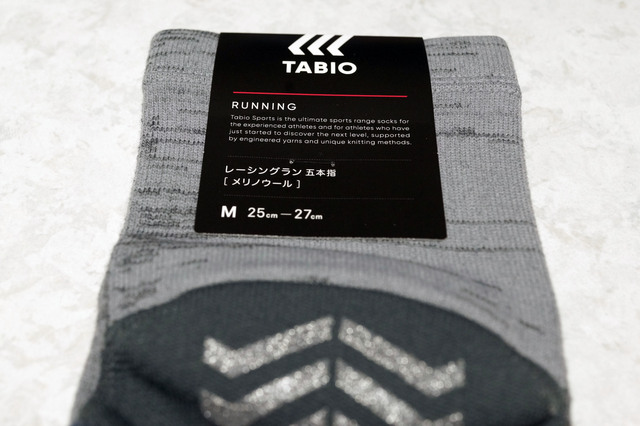 TABIO
RUNNING
Tabio Sports is the ultimate sports range socks for
the experienced athletes and for athletes who have
just started to discover the next level, supported
by engineered yarns and unique knitting methods.
レーシングラン 五本指
［ メリノウール ］
M 25cm — 27cm